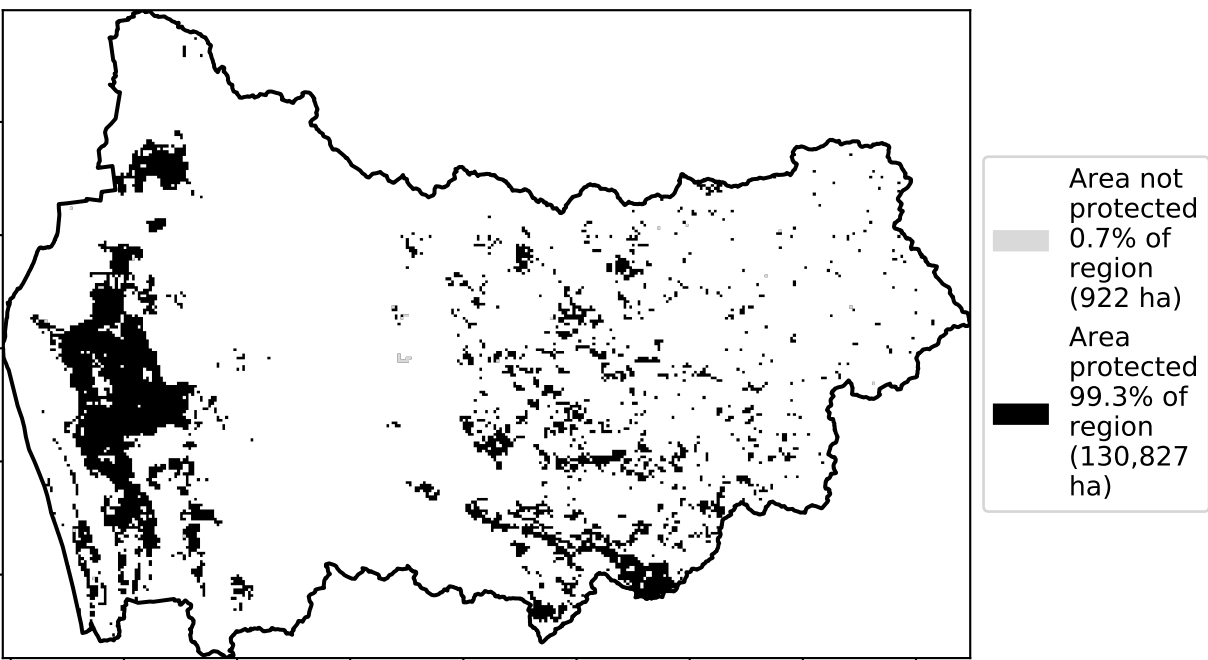 Area not
protected
0.7% of
region
(922 ha)
Area
protected
99.3% of
region
(130,827
ha)